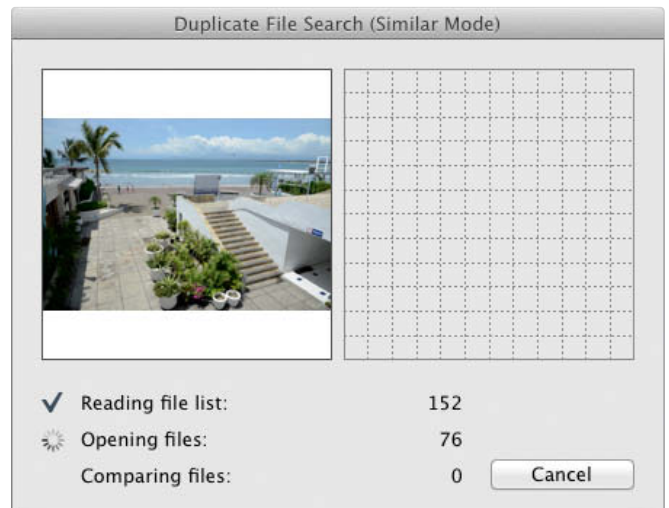 Duplicate File Search (Similar Mode)
Reading file list: 152
Opening files: 76
Comparing files: 0 Cancel